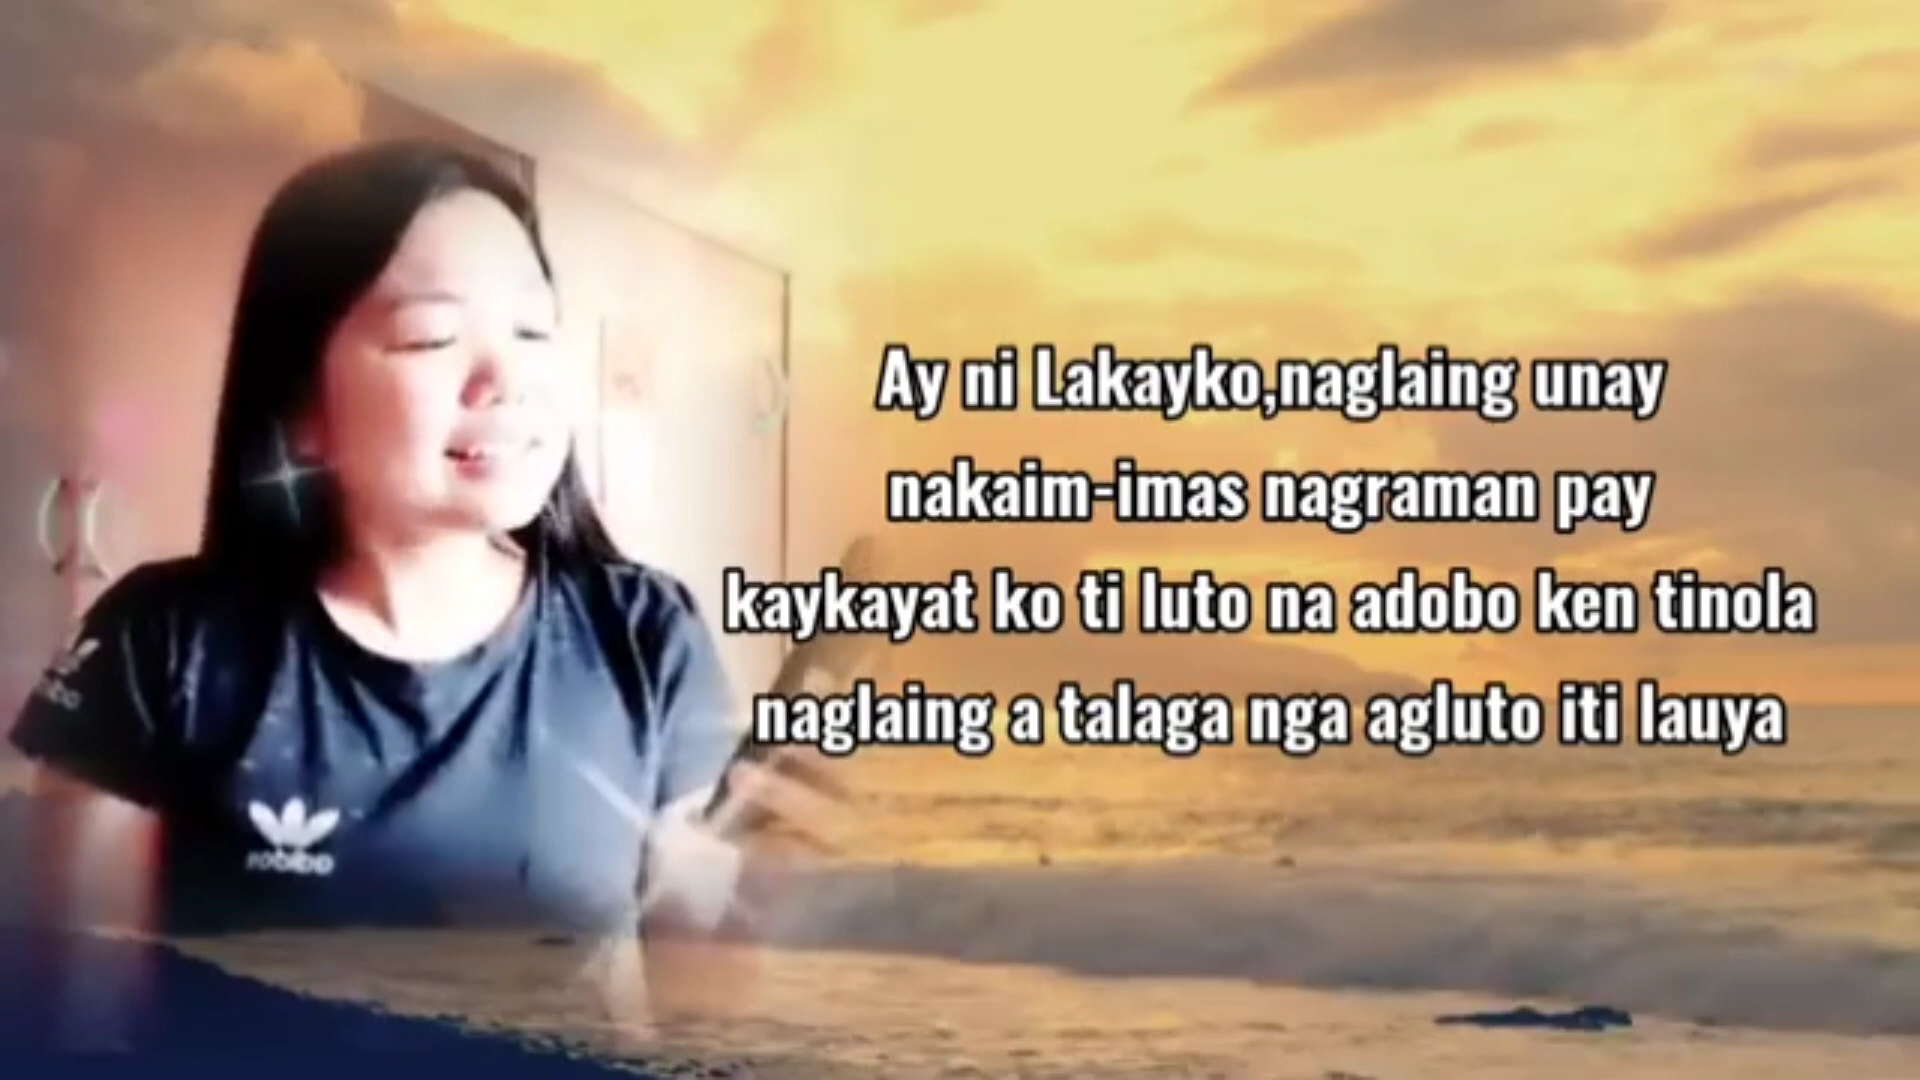 Ay ni Lakayko,naglaing unay
nakaim-imas nagraman pay
kaykayat ko ti luto na adobo ken tinola
naglaing a talaga nga agluto iti lauya